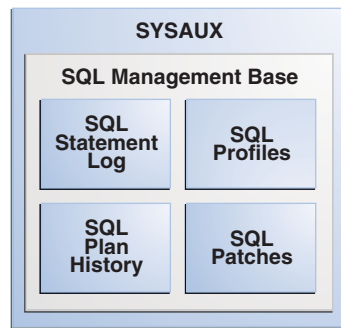 SYSAUX
SQL Management Base
SQL
Statement
Log
SQL
Profiles
SQL
Plan
History
SQL
Patches